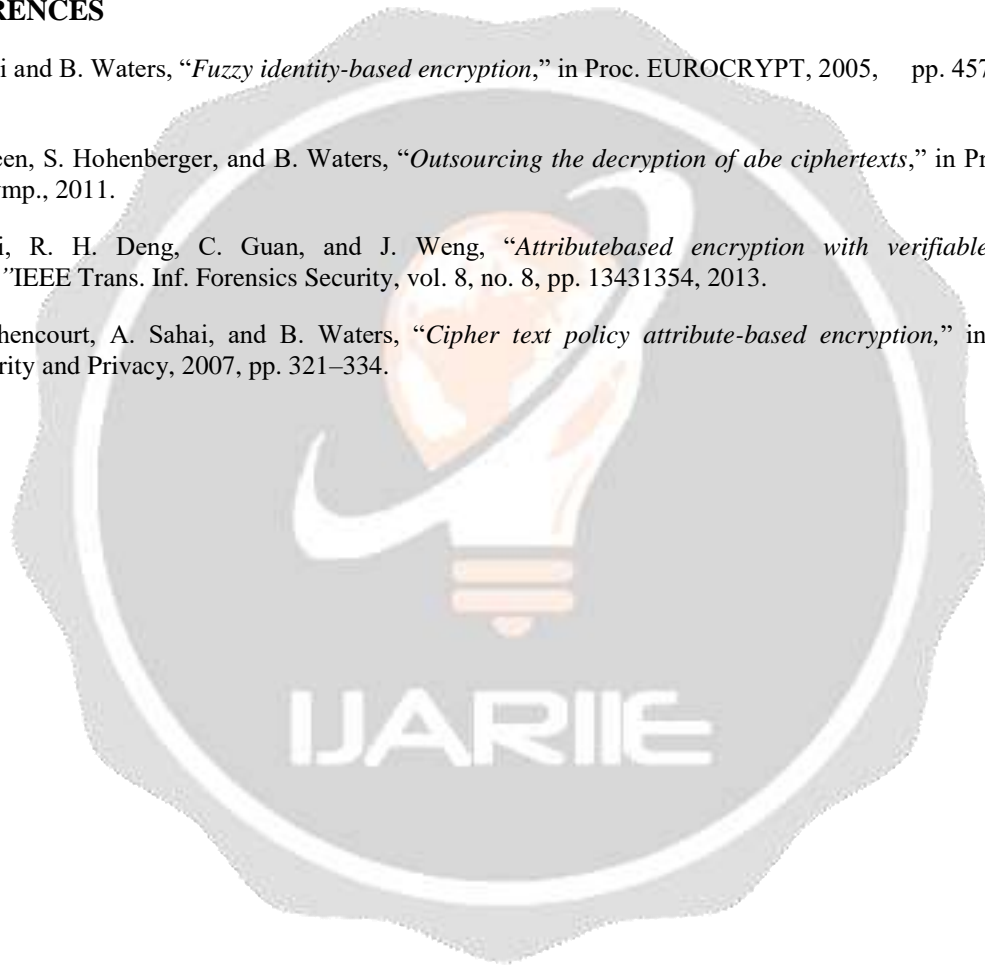 RENCES
i and B. Waters, “Fuzzy identity-based encryption,” in Proc. EUROCRYPT, 2005, pp. 457
een, S. Hohenberger, and B. Waters, “Outsourcing the decryption of abe ciphertexts,” in Pr
ymp., 2011.
i, R. H. Deng, C. Guan, and J. Weng, “Attributebased encryption with verifiable
”IEEE Trans. Inf. Forensics Security, vol. 8, no. 8, pp. 13431354, 2013.
hencourt, A. Sahai, and B. Waters, “Cipher text policy attribute-based encryption,” in
rity and Privacy, 2007, pp. 321–334.
IJARIIE